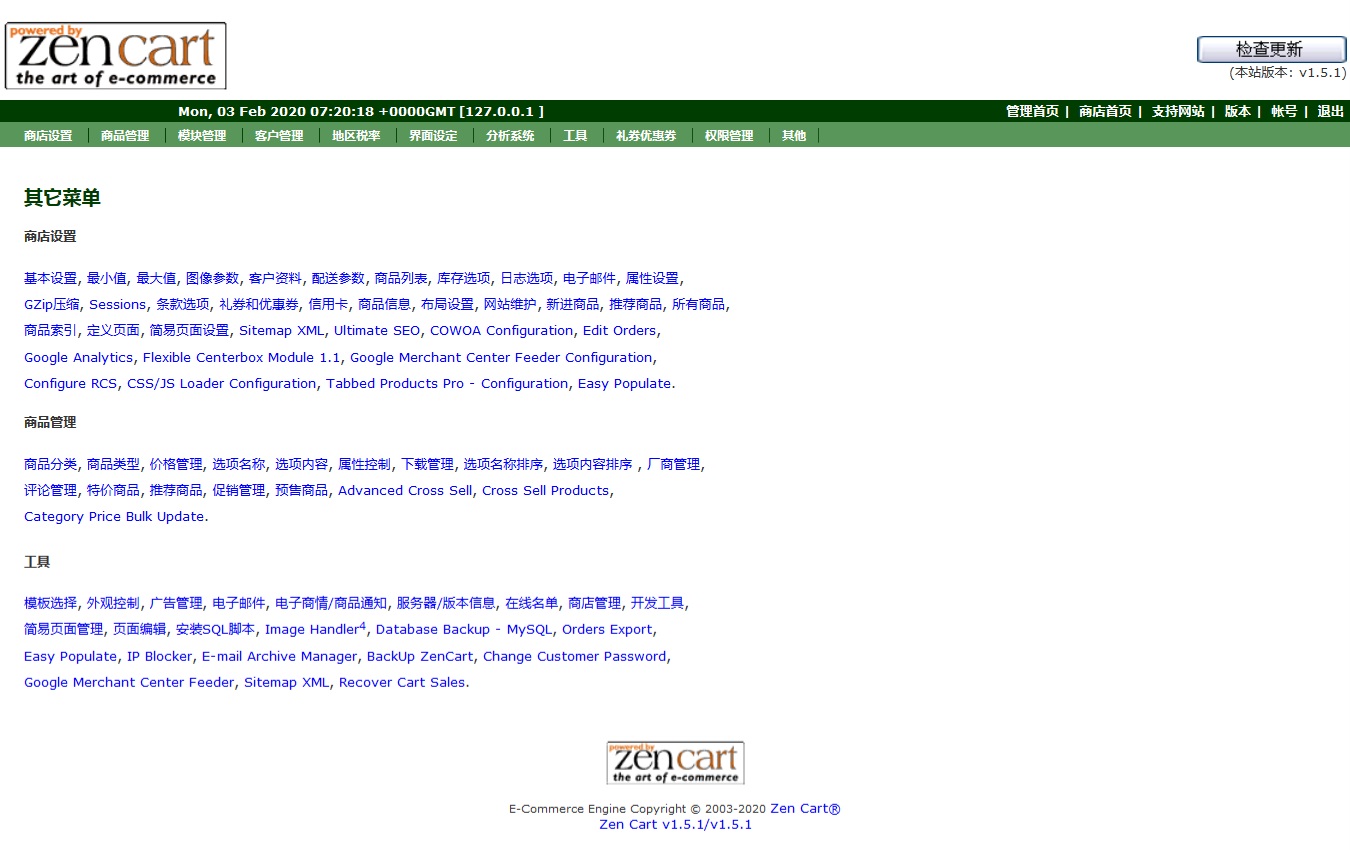 powered by
zen cart
the art of e-commerce
检查更新
(本站版本: v1.5.1)
Mon, 03 Feb 2020 07:20:18 +0000GMT [127.0.0.1 ]
管理首页 | 商店首页 | 支持网站 | 版本 | 帐号 | 退出
商店设置 商品管理 模块管理 客户管理 地区税率 界面设定 分析系统 工具 礼券优惠券 权限管理 其他
其它菜单
商店设置
基本设置, 最小值, 最大值, 图像参数, 客户资料, 配送参数, 商品列表, 库存选项, 日志选项, 电子邮件, 属性设置,
GZip压缩, Sessions, 条款选项, 礼券和优惠券, 信用卡, 商品信息, 布局设置, 网站维护, 新进商品, 推荐商品, 所有商品,
商品索引, 定义页面, 简易页面设置, Sitemap XML, Ultimate SEO, COWOA Configuration, Edit Orders,
Google Analytics, Flexible Centerbox Module 1.1, Google Merchant Center Feeder Configuration,
Configure RCS, CSS/JS Loader Configuration, Tabbed Products Pro - Configuration, Easy Populate.
商品管理
商品分类, 商品类型, 价格管理, 选项名称, 选项内容, 属性控制, 下载管理, 选项名称排序, 选项内容排序 , 厂商管理,
评论管理, 特价商品, 推荐商品, 促销管理, 预售商品, Advanced Cross Sell, Cross Sell Products,
Category Price Bulk Update.
工具
模板选择, 外观控制, 广告管理, 电子邮件, 电子商情/商品通知, 服务器/版本信息, 在线名单, 商店管理, 开发工具,
简易页面管理, 页面编辑, 安装SQL脚本, Image Handler⁴, Database Backup - MySQL, Orders Export,
Easy Populate, IP Blocker, E-mail Archive Manager, BackUp ZenCart, Change Customer Password,
Google Merchant Center Feeder, Sitemap XML, Recover Cart Sales.
powered by
zen cart
the art of e-commerce
E-Commerce Engine Copyright © 2003-2020 Zen Cart®
Zen Cart v1.5.1/v1.5.1